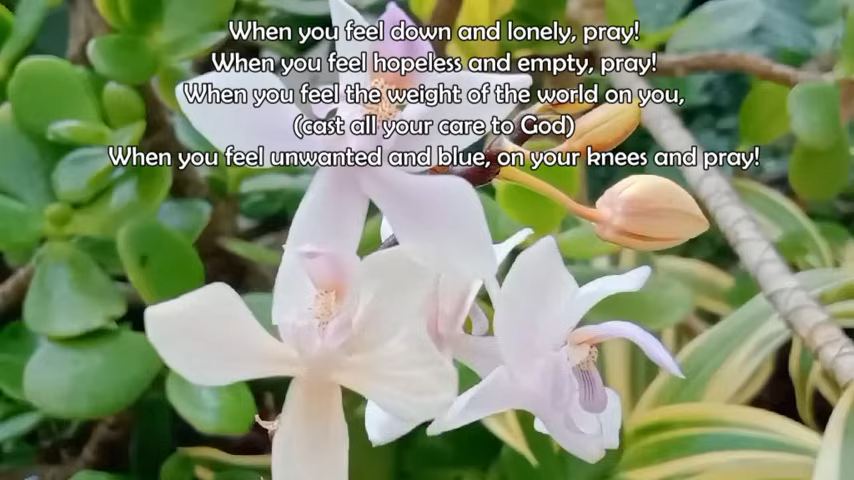 When you feel down and lonely, pray!
When you feel hopeless and empty, pray!
When you feel the weight of the world on you,
(cast all your care to God)
When you feel unwanted and blue, on your knees and pray!